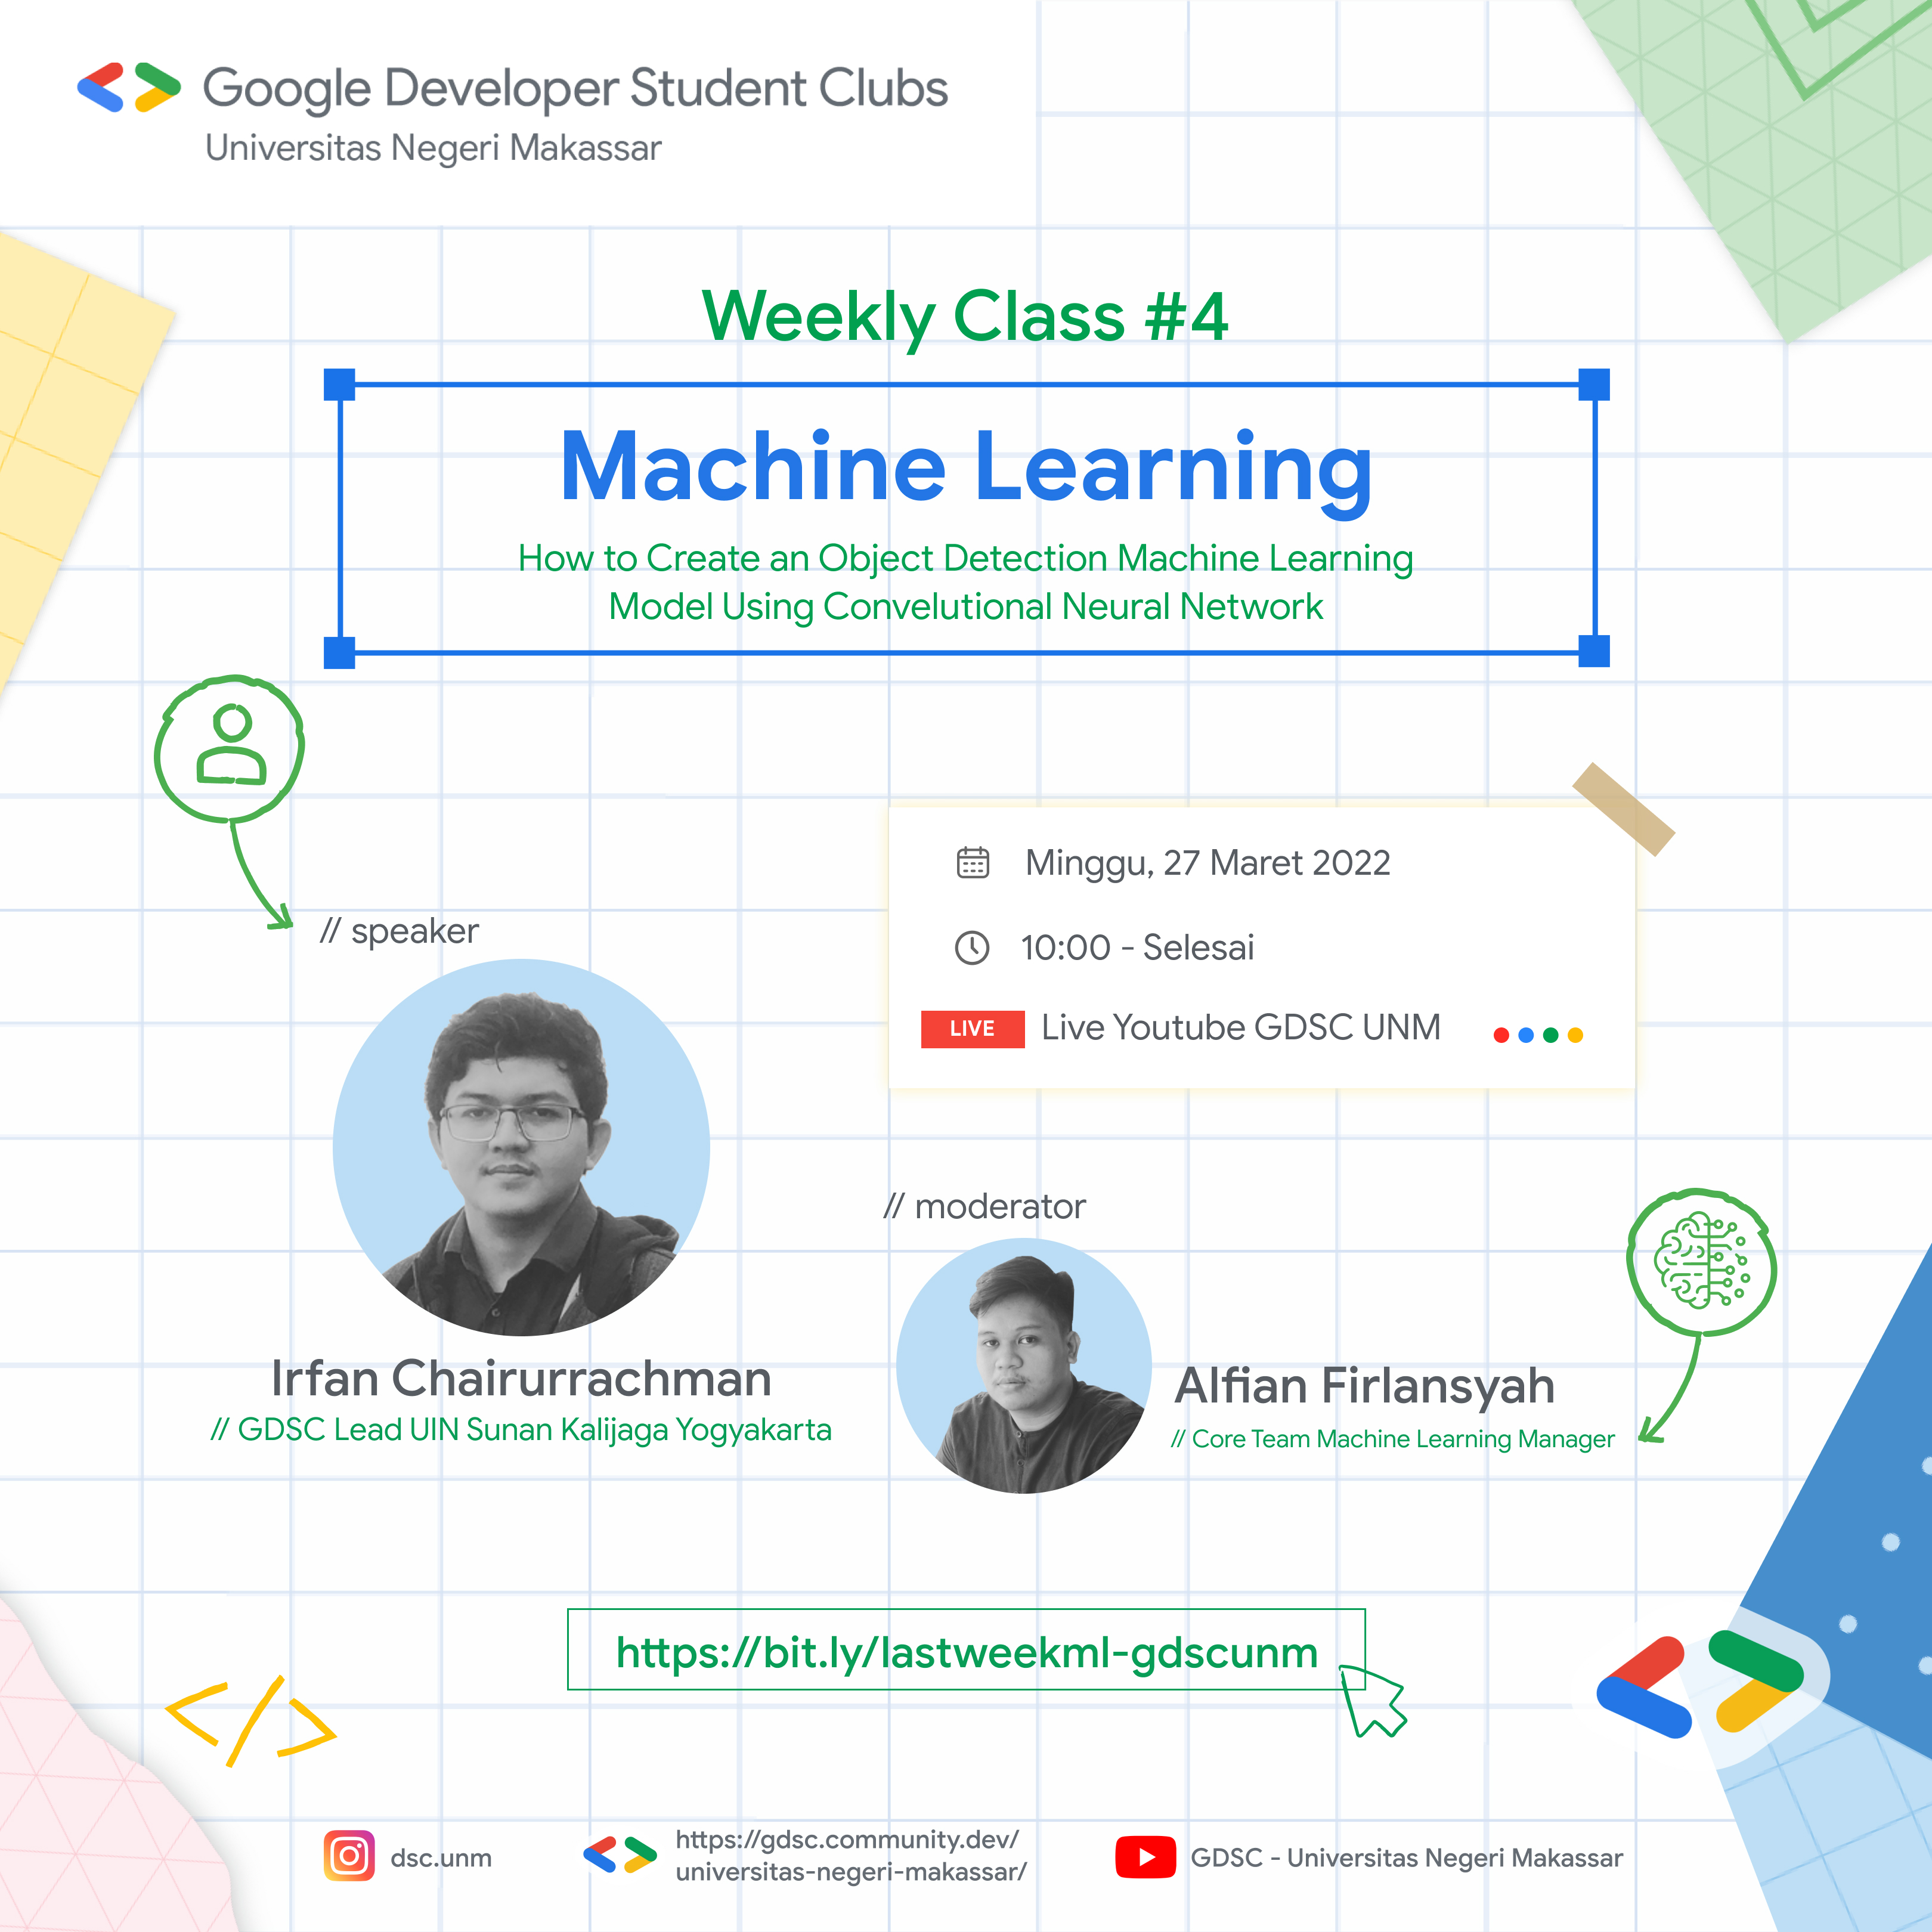 Google Developer Student Clubs
Universitas Negeri Makassar
Weekly Class #4
Machine Learning
How to Create an Object Detection Machine Learning
Model Using Convelutional Neural Network
Minggu, 27 Maret 2022
10:00 - Selesai
LIVE Live Youtube GDSC UNM
// speaker
Irfan Chairurrachman
// GDSC Lead UIN Sunan Kalijaga Yogyakarta
// moderator
Alfian Firlansyah
// Core Team Machine Learning Manager
https://bit.ly/lastweekml-gdscunm
dsc.unm
https://gdsc.community.dev/
universitas-negeri-makassar/
GDSC - Universitas Negeri Makassar